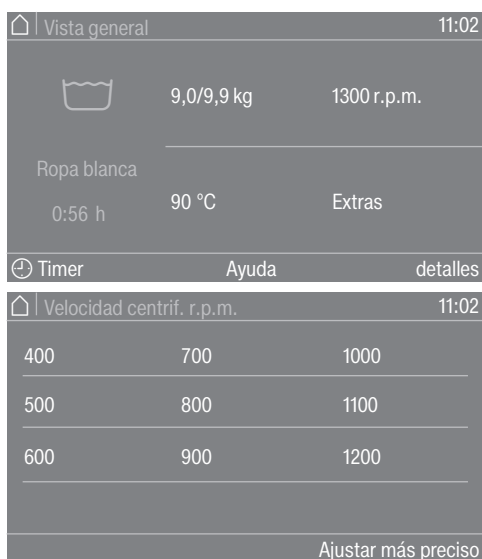 Vista general 11:02
9,0/9,9 kg 1300 r.p.m.
Ropa blanca
0:56 h
90 °C Extras
Timer Ayuda detalles
Velocidad centrif. r.p.m. 11:02
400 700 1000
500 800 1100
600 900 1200
Ajustar más preciso